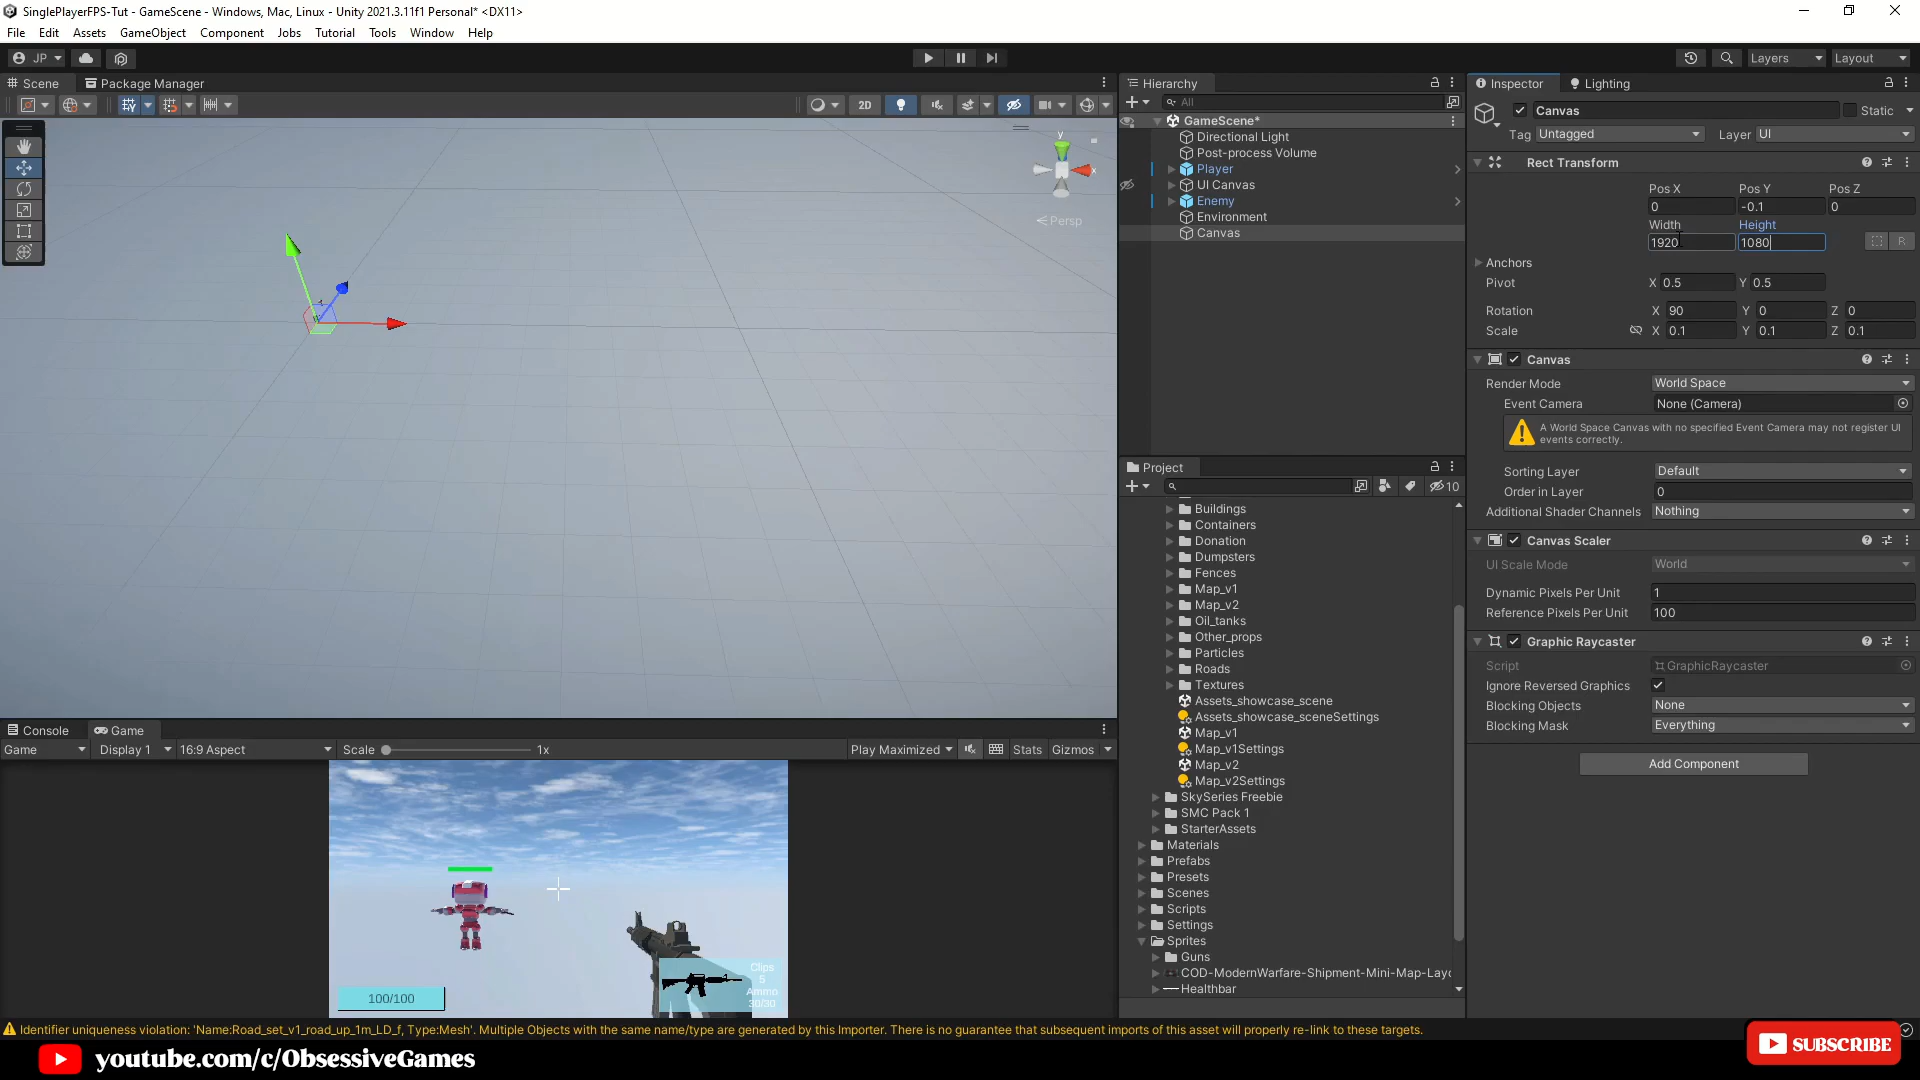 SinglePlayerFPS-Tut - GameScene - Windows, Mac, Linux - Unity 2021.3.11f1 Personal* <DX11>
File Edit Assets GameObject Component Jobs Tutorial Tools Window Help
JP Layers Layout
Scene Package Manager
2D
y
x
Persp
Hierarchy
All
GameScene*
Directional Light
Post-process Volume
Player
UI Canvas
Enemy
Environment
Canvas
Inspector Lighting
Canvas Static
Tag Untagged Layer UI
Rect Transform
Pos X Pos Y Pos Z
0 -0.1 0
Width Height
1920 1080 R
Anchors
Pivot X 0.5 Y 0.5
Rotation X 90 Y 0 Z 0
Scale X 0.1 Y 0.1 Z 0.1
Canvas
Render Mode World Space
Event Camera None (Camera)
A World Space Canvas with no specified Event Camera may not register UI
events correctly.
Sorting Layer Default
Order in Layer 0
Additional Shader Channels Nothing
Canvas Scaler
UI Scale Mode World
Dynamic Pixels Per Unit 1
Reference Pixels Per Unit 100
Graphic Raycaster
Script GraphicRaycaster
Ignore Reversed Graphics
Blocking Objects None
Blocking Mask Everything
Add Component
Project
10
Buildings
Containers
Donation
Dumpsters
Fences
Map_v1
Map_v2
Oil_tanks
Other_props
Particles
Roads
Textures
Assets_showcase_scene
Assets_showcase_sceneSettings
Map_v1
Map_v1Settings
Map_v2
Map_v2Settings
SkySeries Freebie
SMC Pack 1
StarterAssets
Materials
Prefabs
Presets
Scenes
Scripts
Settings
Sprites
Guns
COD-ModernWarfare-Shipment-Mini-Map-Layo
Healthbar
Console Game
Game Display 1 16:9 Aspect Scale 1x Play Maximized Stats Gizmos
100/100
Clips
5
Ammo
30/30
Identifier uniqueness violation: 'Name:Road_set_v1_road_up_1m_LD_f, Type:Mesh'. Multiple Objects with the same name/type are generated by this Importer. There is no guarantee that subsequent imports of this asset will properly re-link to these targets.
youtube.com/c/ObsessiveGames
SUBSCRIBE